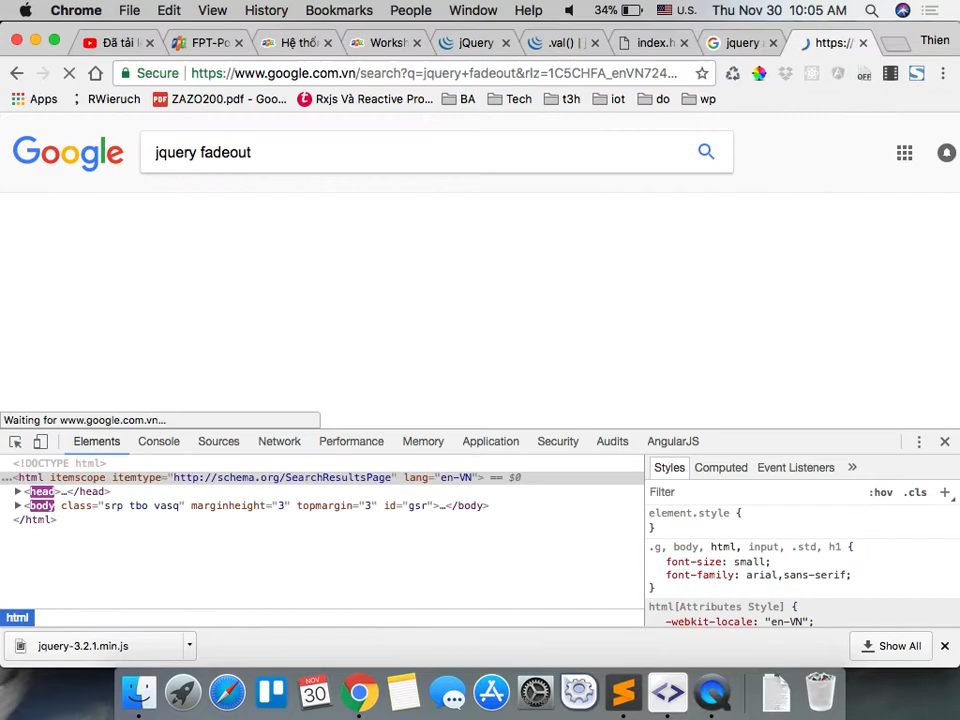 Chrome File Edit View History Bookmarks People Window Help 34% U.S. Thu Nov 30 10:05 AM
Đã tải l FPT-Po Hệ thố Worksh jQuery .val() | index.h jquery https:/ Thien
Secure https://www.google.com.vn/search?q=jquery+fadeout&rlz=1C5CHFA_enVN724... OFF
Apps RWieruch PDF ZAZO200.pdf - Goo... Rxjs Và Reactive Pro... BA Tech t3h iot do wp
Google jquery fadeout
Waiting for www.google.com.vn...
Elements Console Sources Network Performance Memory Application Security Audits AngularJS
<!DOCTYPE html>
...<html itemscope itemtype="http://schema.org/SearchResultsPage" lang="en-VN"> == $0
<head>…</head>
<body class="srp tbo vasq" marginheight="3" topmargin="3" id="gsr">…</body>
</html>
html
Styles Computed Event Listeners »
Filter :hov .cls +
element.style {
}
.g, body, html, input, .std, h1 {
font-size: small;
font-family: arial,sans-serif;
}
html[Attributes Style] {
-webkit-locale: "en-VN";
jquery-3.2.1.min.js Show All
NOV
30